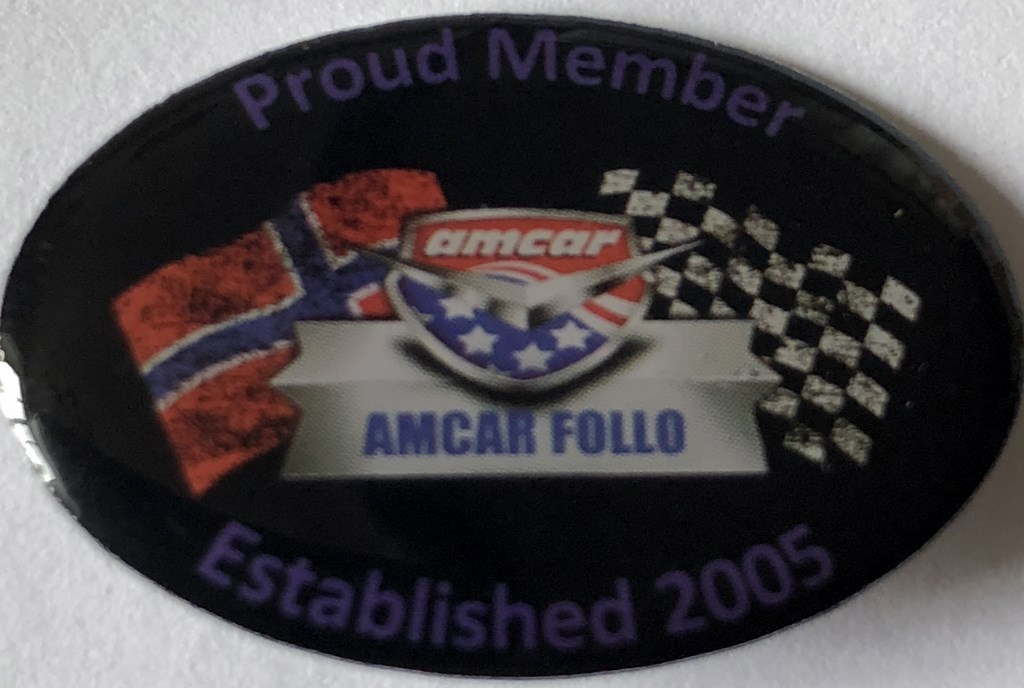 Proud Member
amcar
AMCAR FOLLO
Established 2005